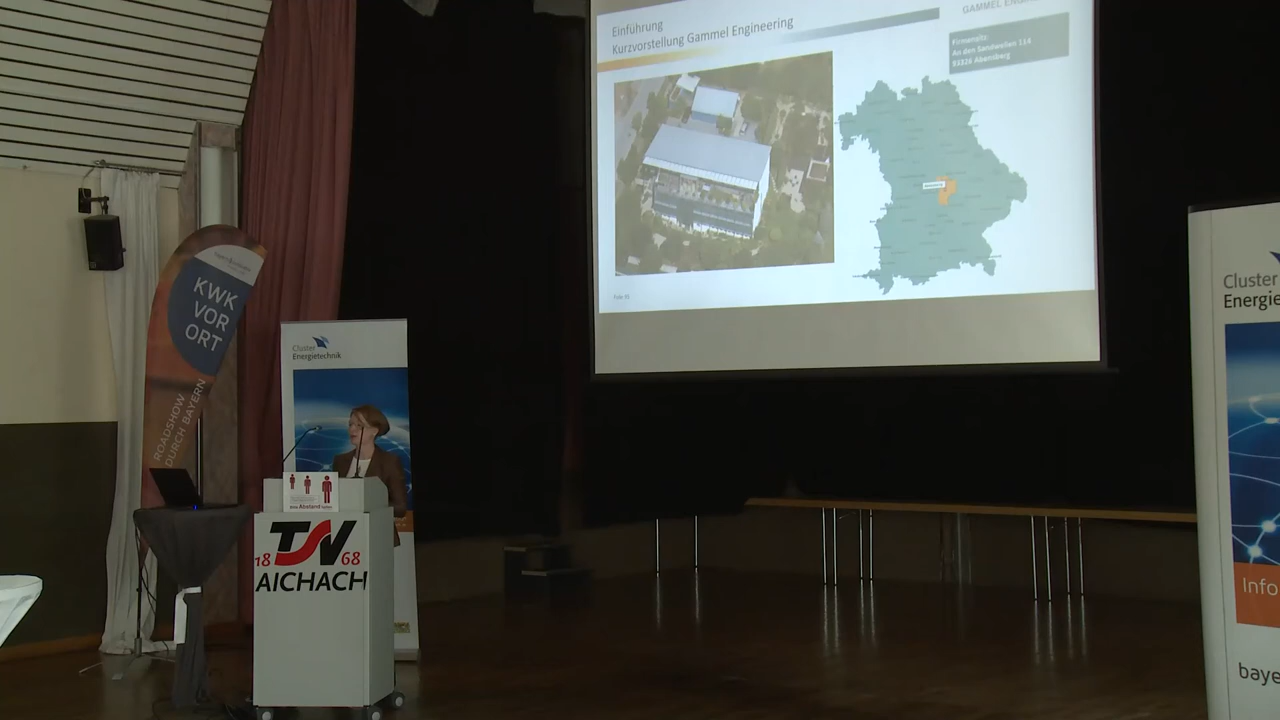 Einführung
Kurzvorstellung Gammel Engineering
GAMMEL
Firmensitz:
An den Sandwellen 114
93326 Abensberg
KWK
VOR
ORT
ROADSHOW
DURCH BAYERN
Cluster
Energietechnik
Abstand
TSV
18 68
AICHACH
Cluster
Energie
Info
baye